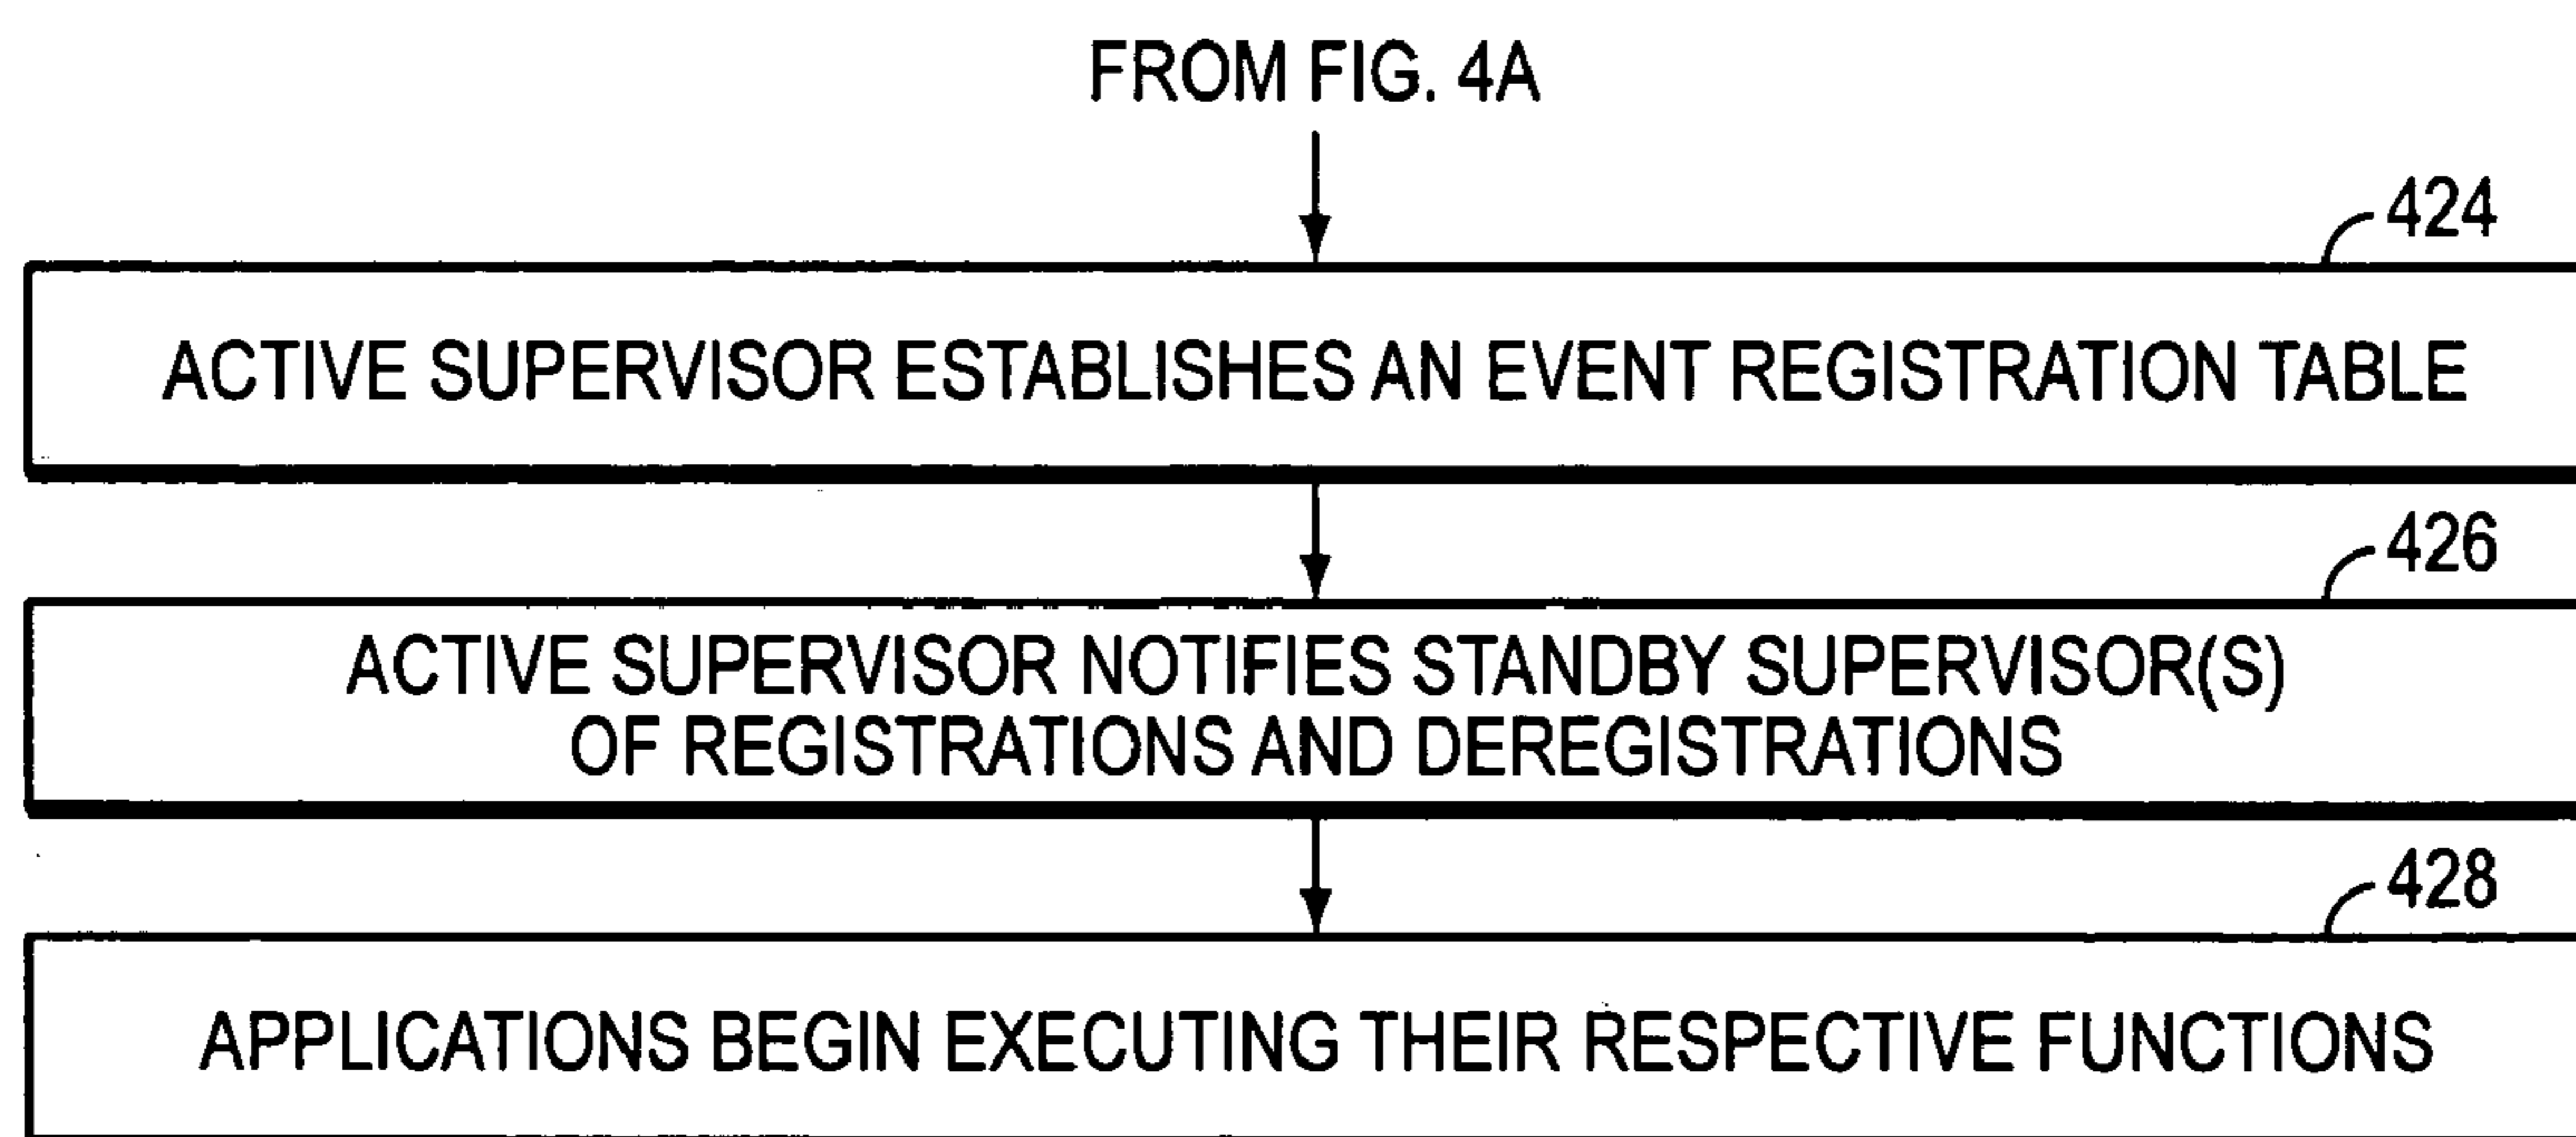 FROM FIG. 4A
424
ACTIVE SUPERVISOR ESTABLISHES AN EVENT REGISTRATION TABLE
426
ACTIVE SUPERVISOR NOTIFIES STANDBY SUPERVISOR(S)
OF REGISTRATIONS AND DEREGISTRATIONS
428
APPLICATIONS BEGIN EXECUTING THEIR RESPECTIVE FUNCTIONS